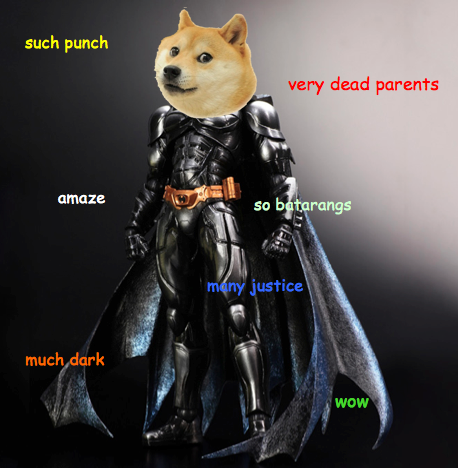 such punch
very dead parents
amaze
so batarangs
many justice
much dark
wow